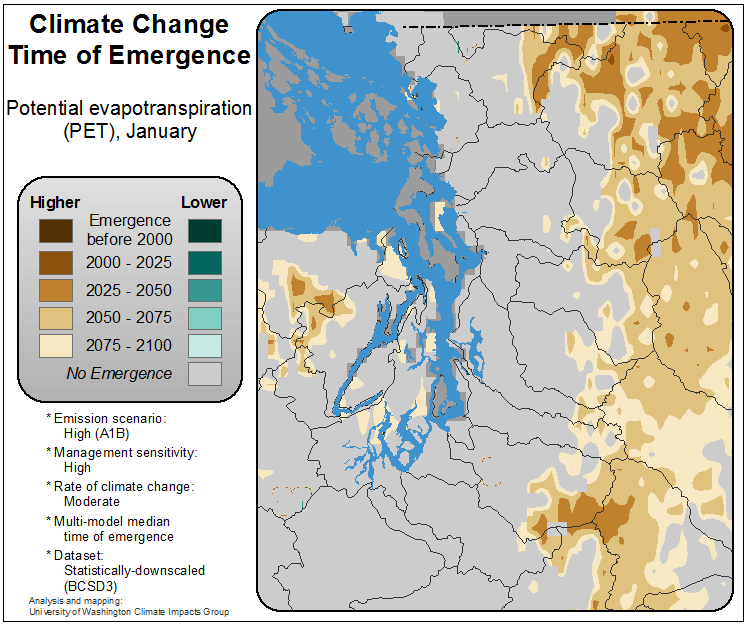 Climate Change
Time of Emergence
Potential evapotranspiration
(PET), January
Higher Lower
Emergence
before 2000
2000 - 2025
2025 - 2050
2050 - 2075
2075 - 2100
No Emergence
* Emission scenario:
High (A1B)
* Management sensitivity:
High
* Rate of climate change:
Moderate
* Multi-model median
time of emergence
* Dataset:
Statistically-downscaled
(BCSD3)
Analysis and mapping:
University of Washington Climate Impacts Group